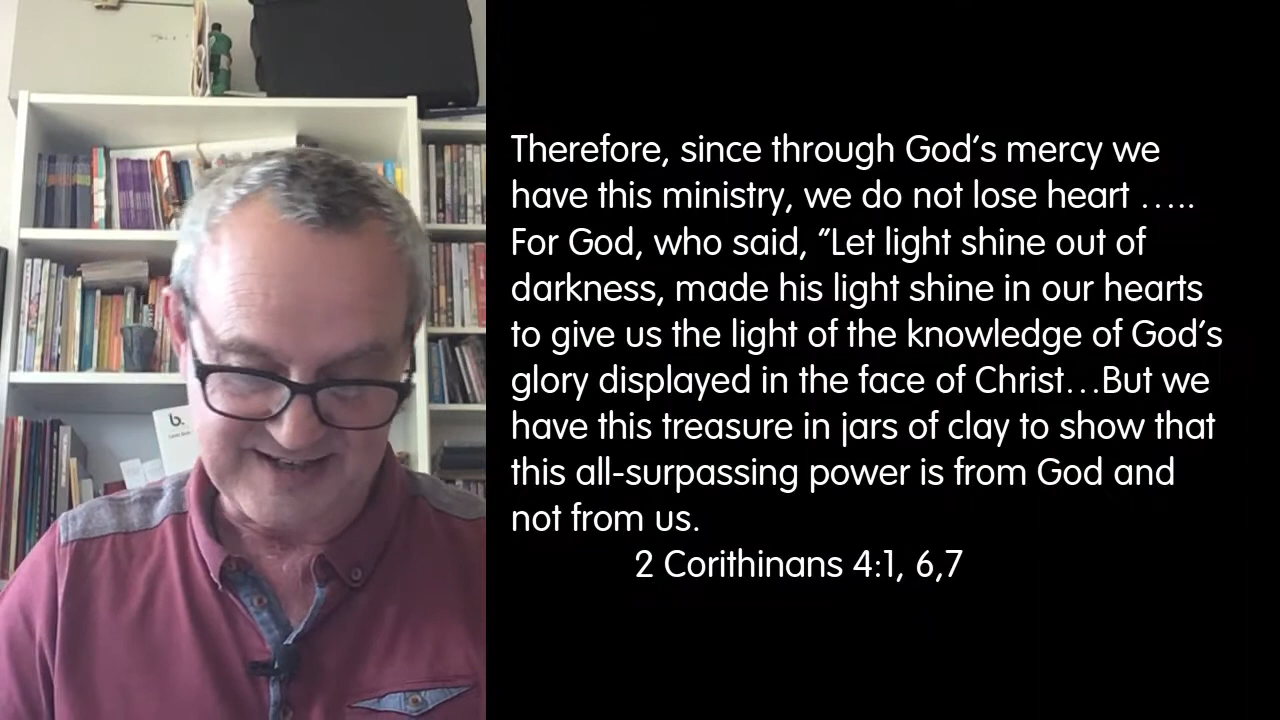 Therefore, since through God’s mercy we
have this ministry, we do not lose heart …..
For God, who said, “Let light shine out of
darkness, made his light shine in our hearts
to give us the light of the knowledge of God’s
glory displayed in the face of Christ…But we
have this treasure in jars of clay to show that
this all-surpassing power is from God and
not from us.
2 Corithinans 4:1, 6,7
b.